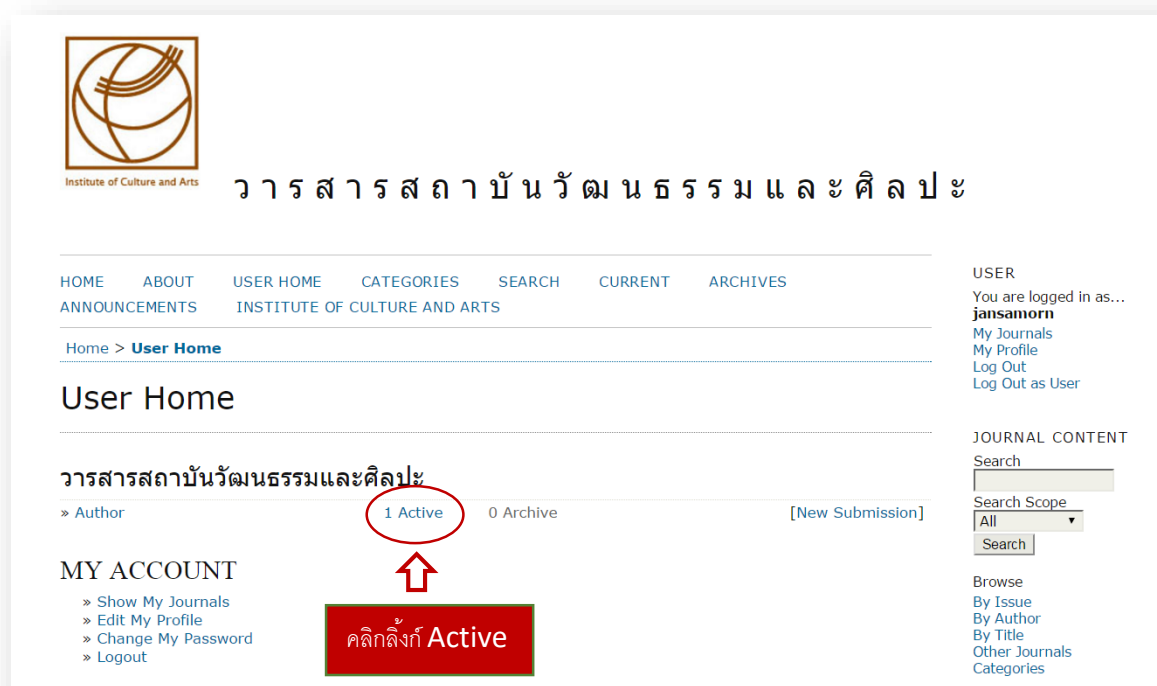 Institute of Culture and Arts
ว า ร ส า ร ส ถ า บั น วั ฒ น ธ ร ร ม แ ล ะ ศิ ล ป ะ
HOME ABOUT USER HOME CATEGORIES SEARCH CURRENT ARCHIVES
ANNOUNCEMENTS INSTITUTE OF CULTURE AND ARTS
Home > User Home
User Home
วารสารสถาบันวัฒนธรรมและศิลปะ
» Author 1 Active 0 Archive [New Submission]
MY ACCOUNT
» Show My Journals
» Edit My Profile
» Change My Password
» Logout
คลิกลิ้งก์ Active
USER
You are logged in as...
jansamorn
My Journals
My Profile
Log Out
Log Out as User
JOURNAL CONTENT
Search
Search Scope
All
Search
Browse
By Issue
By Author
By Title
Other Journals
Categories